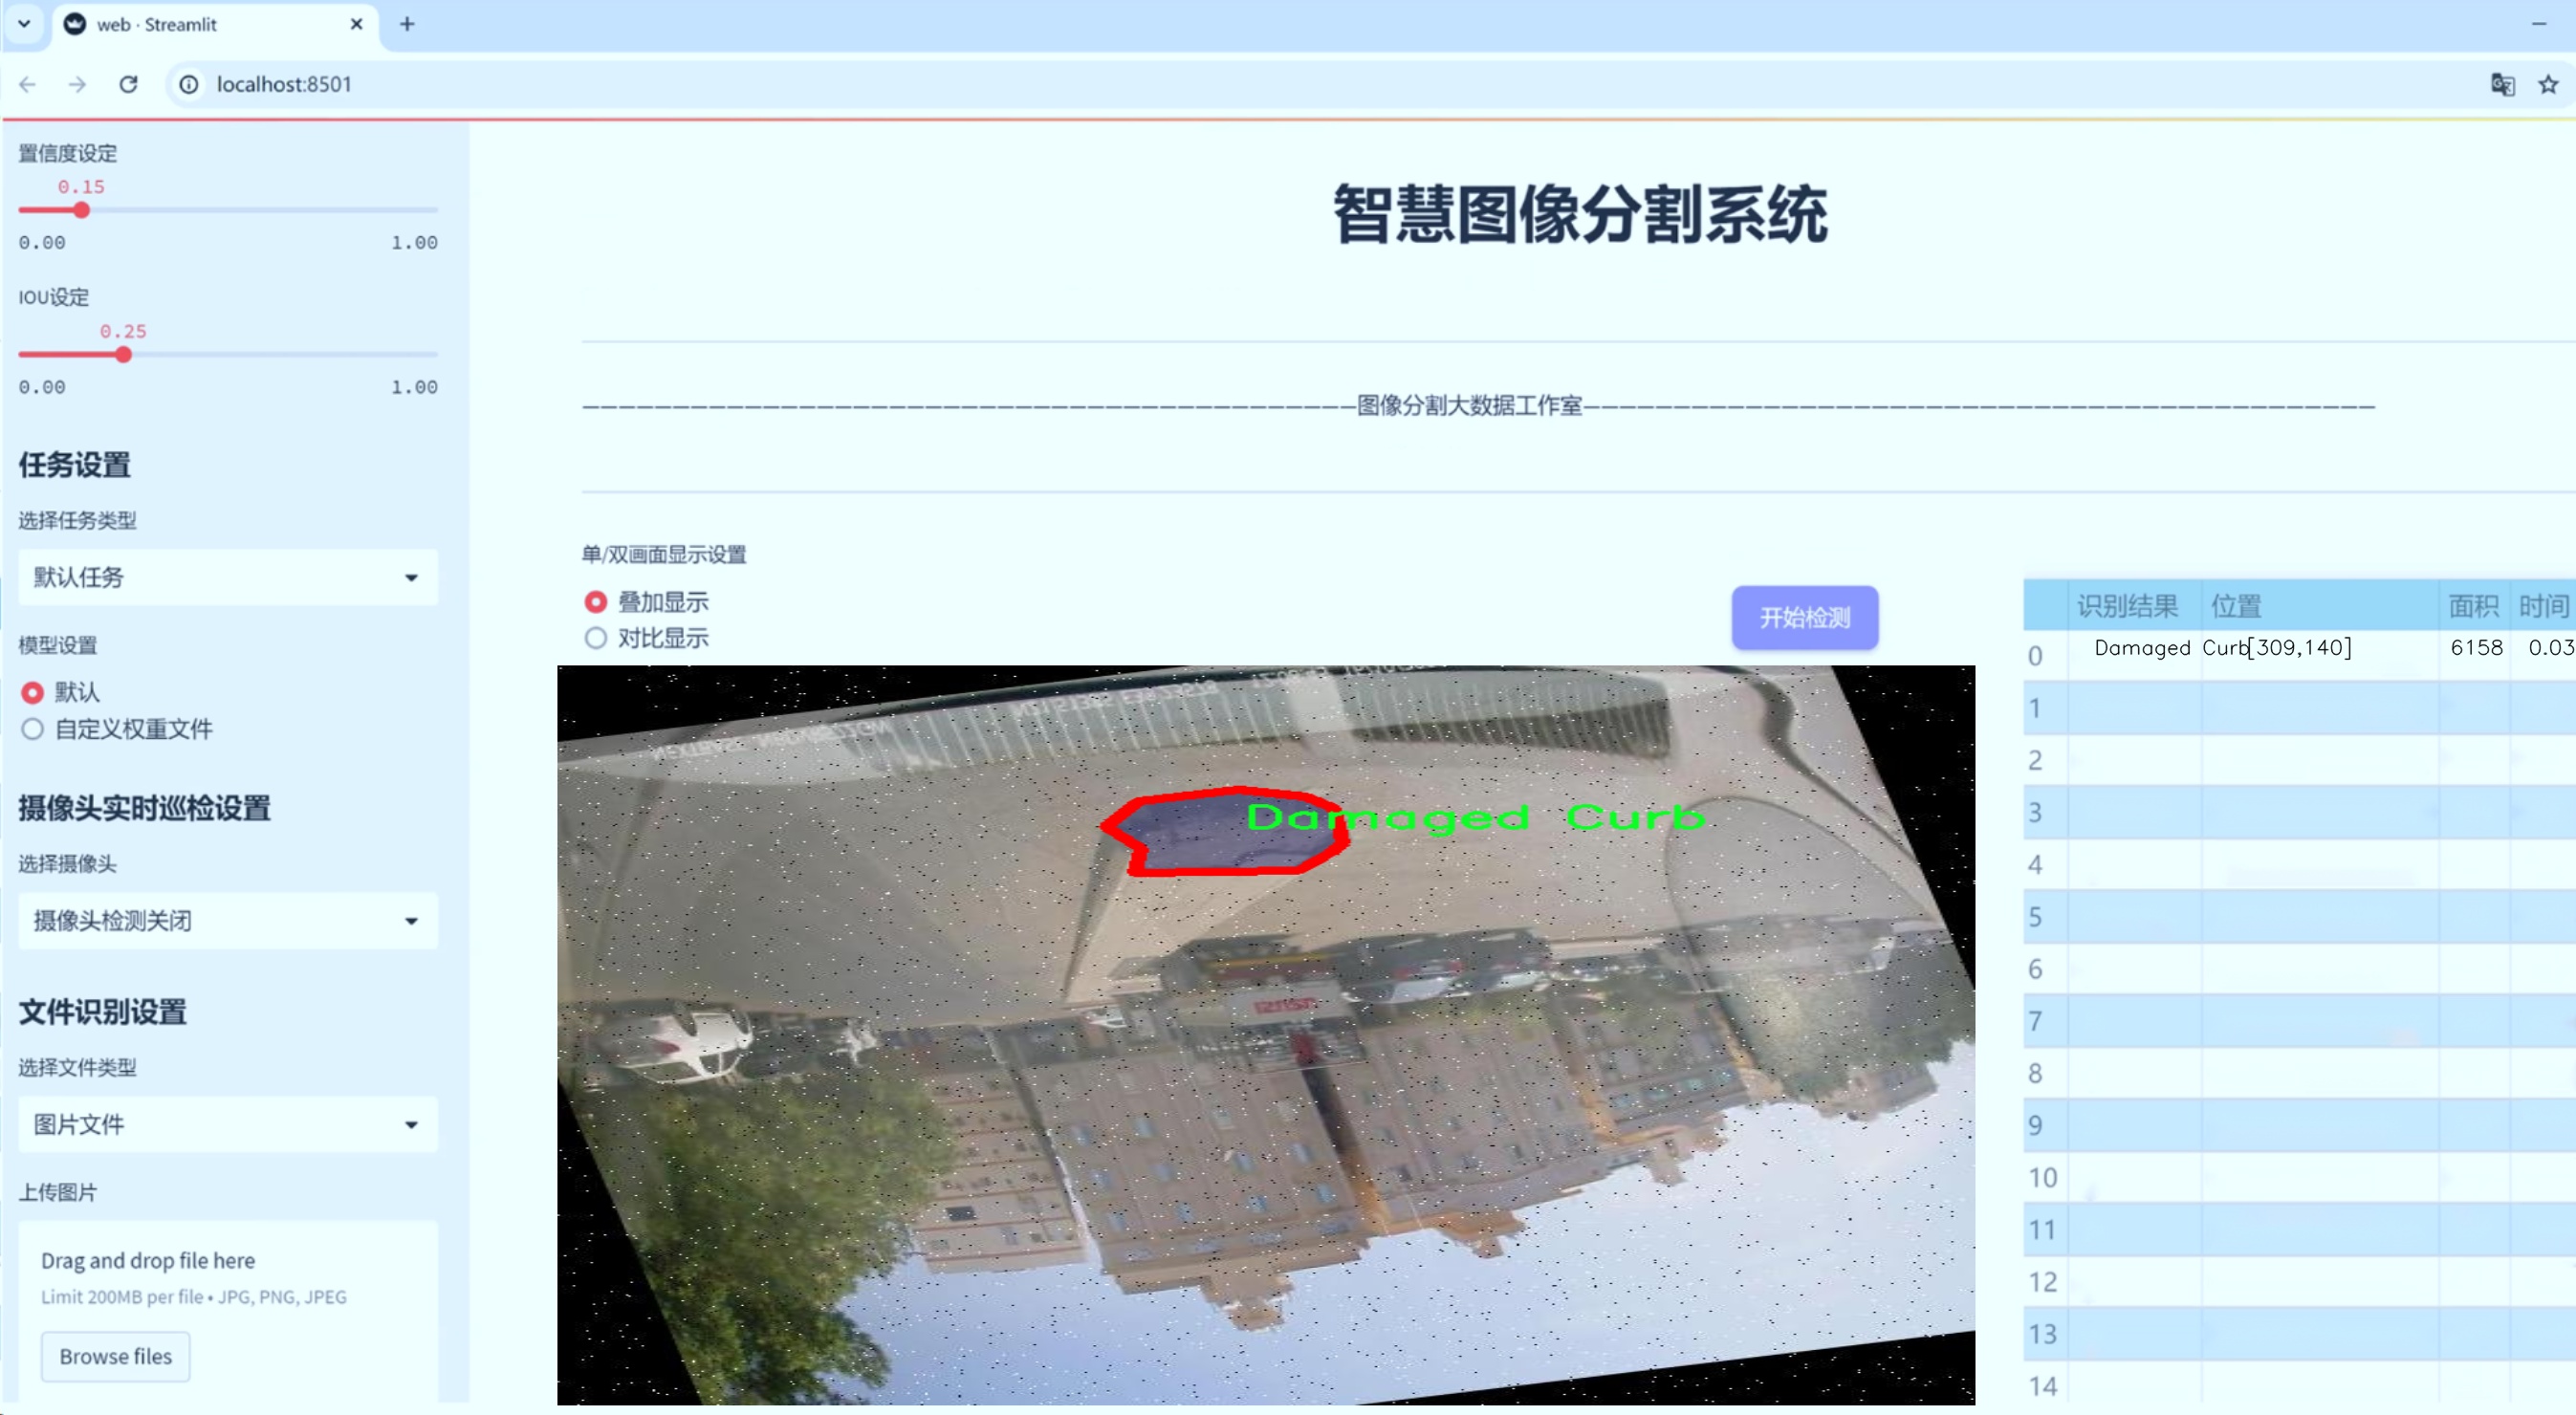 web · Streamlit
localhost:8501
置信度设定
0.15
0.00 1.00
IOU设定
0.25
0.00 1.00
任务设置
选择任务类型
默认任务
模型设置
默认
自定义权重文件
摄像头实时巡检设置
选择摄像头
摄像头检测关闭
文件识别设置
选择文件类型
图片文件
上传图片
Drag and drop file here
Limit 200MB per file • JPG, PNG, JPEG
Browse files
智慧图像分割系统
图像分割大数据工作室
单/双画面显示设置
叠加显示
对比显示
开始检测
Damaged Curb
识别结果 位置 面积 时间
0 Damaged Curb[309,140] 6158 0.03
1
2
3
4
5
6
7
8
9
10
11
12
13
14